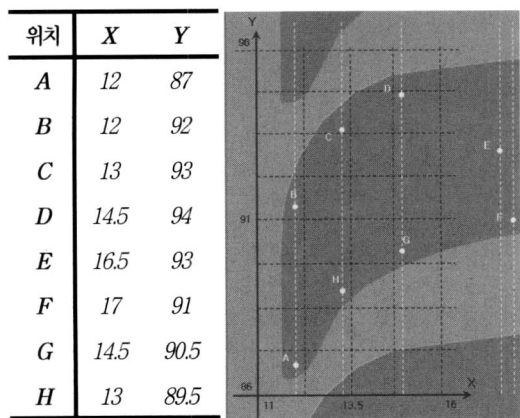 위치 X Y
A 12 87
B 12 92
C 13 93
D 14.5 94
E 16.5 93
F 17 91
G 14.5 90.5
H 13 89.5
Y
96
D
C
E
B
91
F
G
H
A
X
86
11 13.5 16